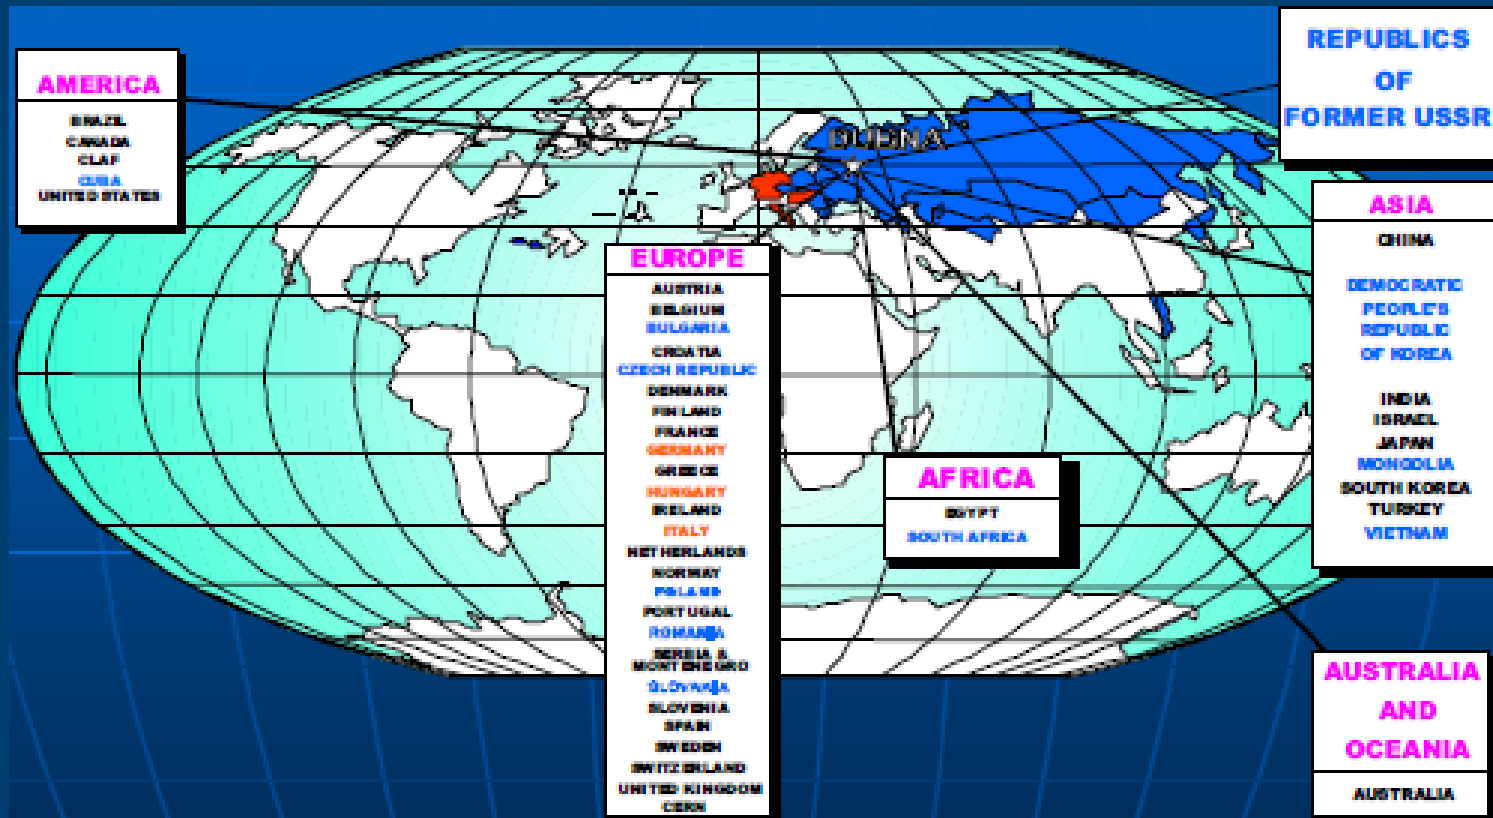 AMERICA
BRAZIL
CANADA
CLAF
CUBA
UNITED STATES
DUBNA
REPUBLICS
OF
FORMER USSR
EUROPE
AUSTRIA
BELGIUM
BULGARIA
CROATIA
CZECH REPUBLIC
DENMARK
FINLAND
FRANCE
GERMANY
GREECE
HUNGARY
IRELAND
ITALY
NETHERLANDS
NORWAY
POLAND
PORTUGAL
ROMANIA
SERBIA &
MONTENEGRO
SLOVAKIA
SLOVENIA
SPAIN
SWEDEN
SWITZERLAND
UNITED KINGDOM
CERN
AFRICA
EGYPT
SOUTH AFRICA
ASIA
CHINA
DEMOCRATIC
PEOPLE'S
REPUBLIC
OF KOREA
INDIA
ISRAEL
JAPAN
MONGOLIA
SOUTH KOREA
TURKEY
VIETNAM
AUSTRALIA
AND
OCEANIA
AUSTRALIA